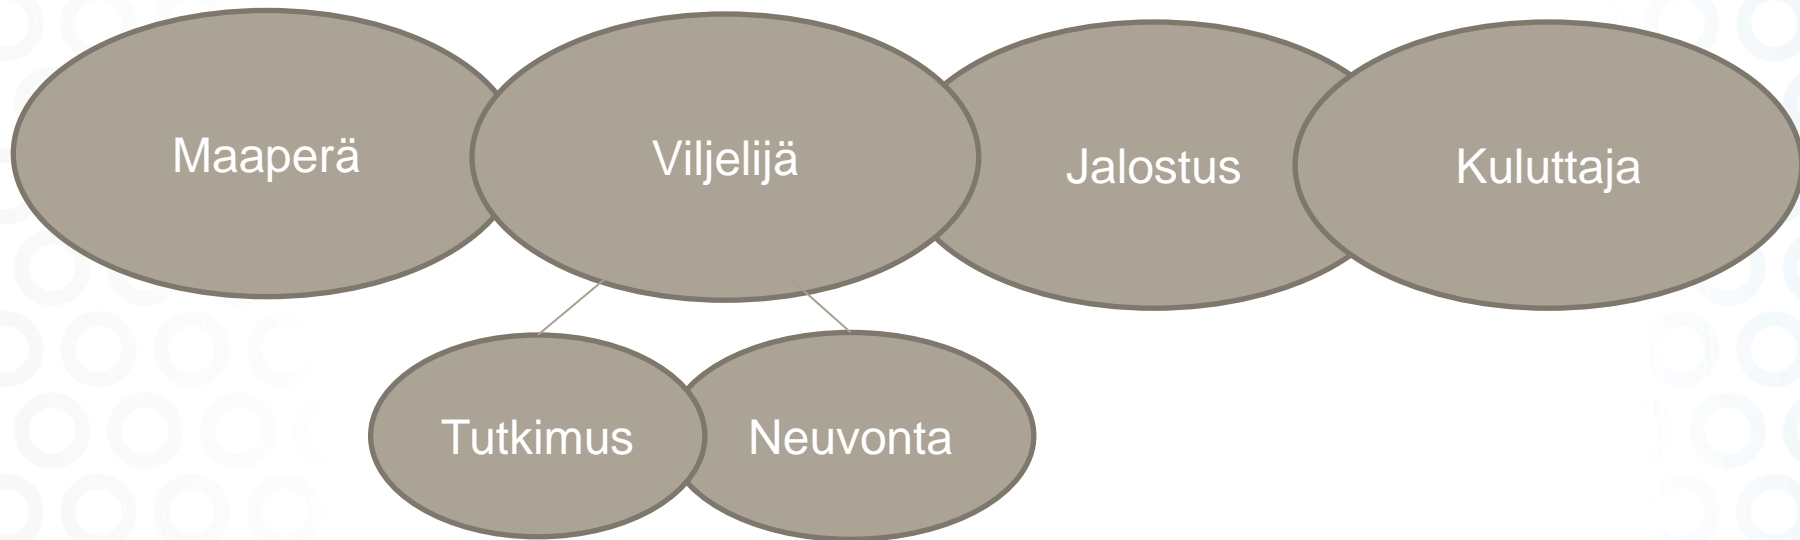 Maaperä
Viljelijä
Jalostus
Kuluttaja
Tutkimus
Neuvonta